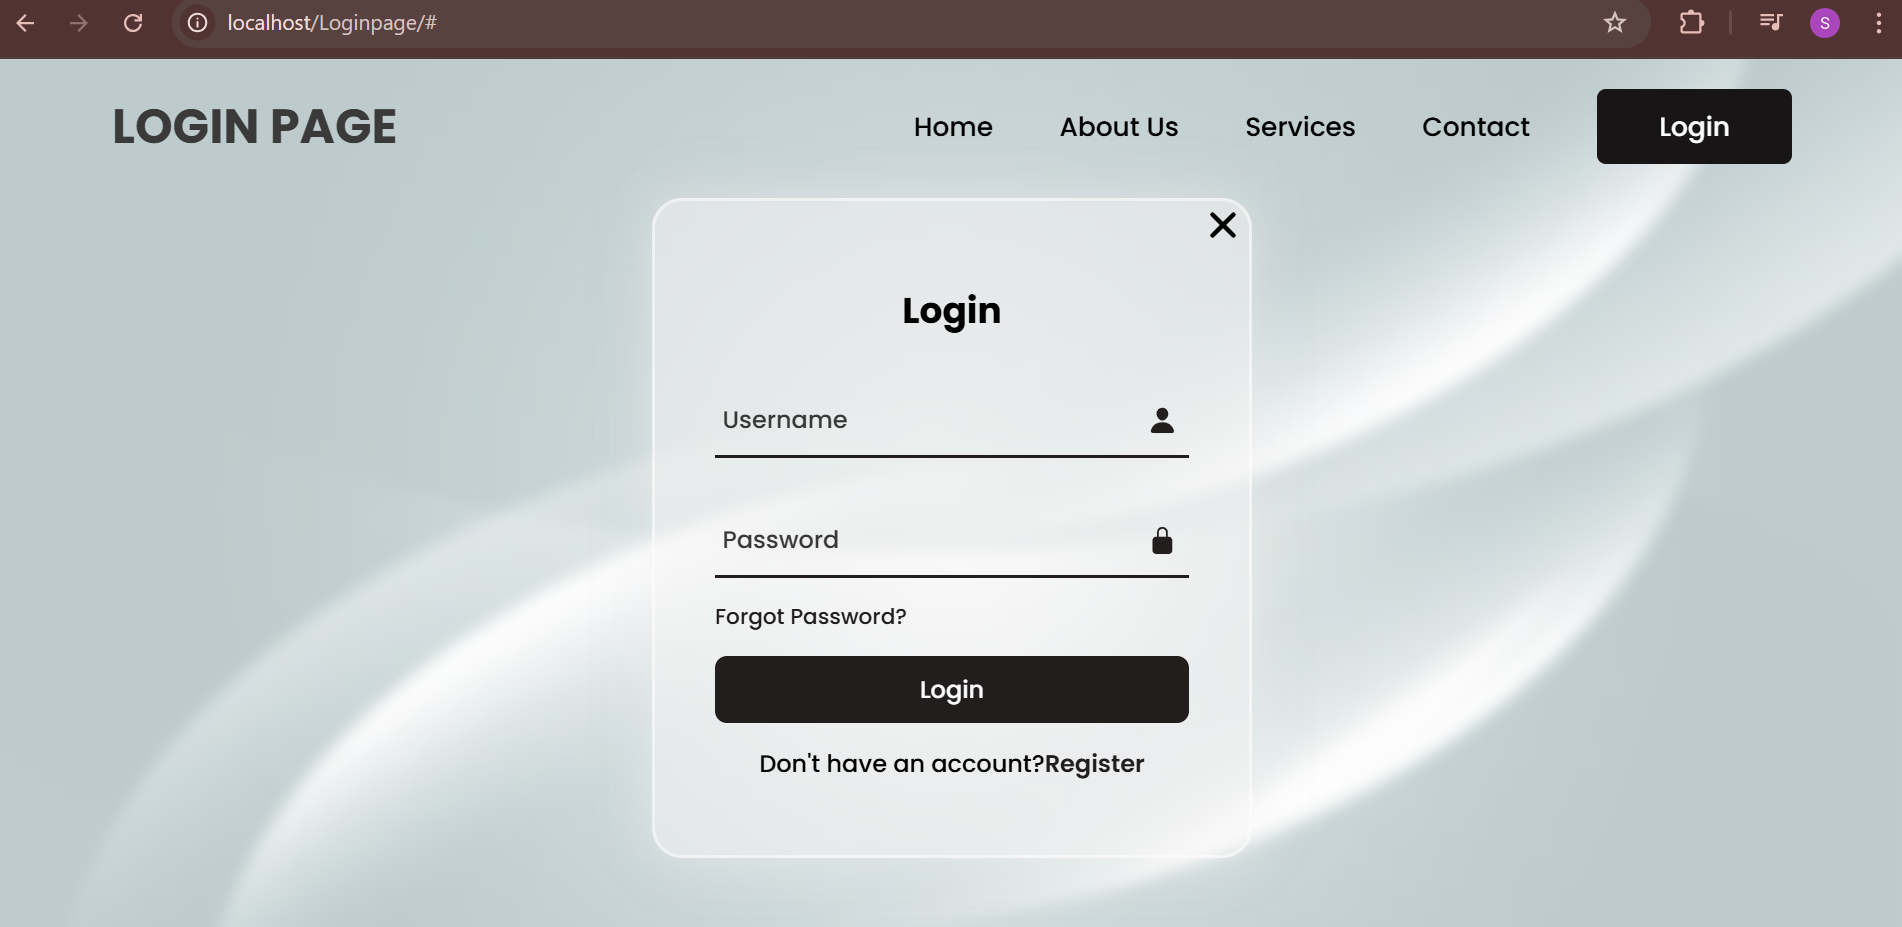 localhost/Loginpage/#
S
LOGIN PAGE
Home About Us Services Contact Login
Login
Username
Password
Forgot Password?
Login
Don't have an account?Register